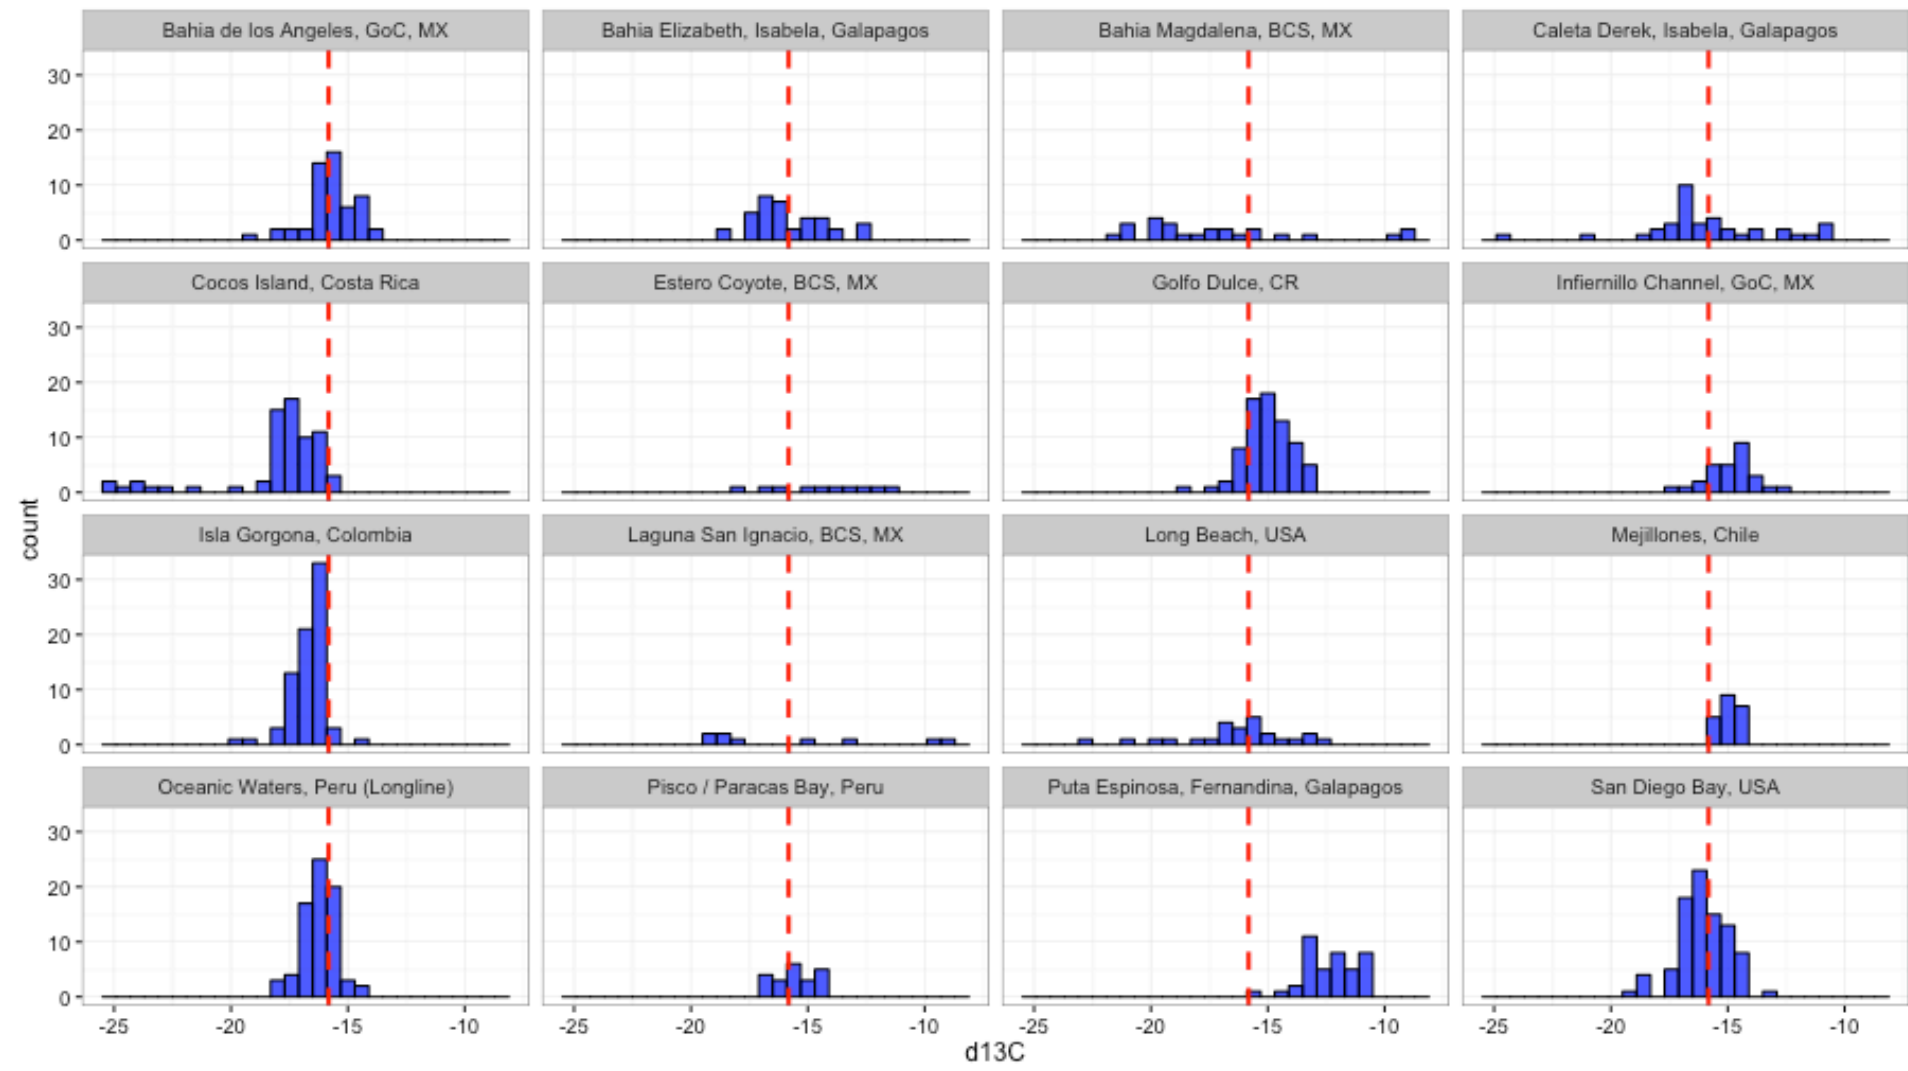 Bahia de los Angeles, GoC, MX
Bahia Elizabeth, Isabela, Galapagos
Bahia Magdalena, BCS, MX
Caleta Derek, Isabela, Galapagos
30
20
10
0
Cocos Island, Costa Rica
Estero Coyote, BCS, MX
Golfo Dulce, CR
Infiernillo Channel, GoC, MX
30
20
10
0
count
Isla Gorgona, Colombia
Laguna San Ignacio, BCS, MX
Long Beach, USA
Mejillones, Chile
30
20
10
0
Oceanic Waters, Peru (Longline)
Pisco / Paracas Bay, Peru
Puta Espinosa, Fernandina, Galapagos
San Diego Bay, USA
30
20
10
0
-25 -20 -15 -10
-25 -20 -15 -10
-25 -20 -15 -10
-25 -20 -15 -10
d13C